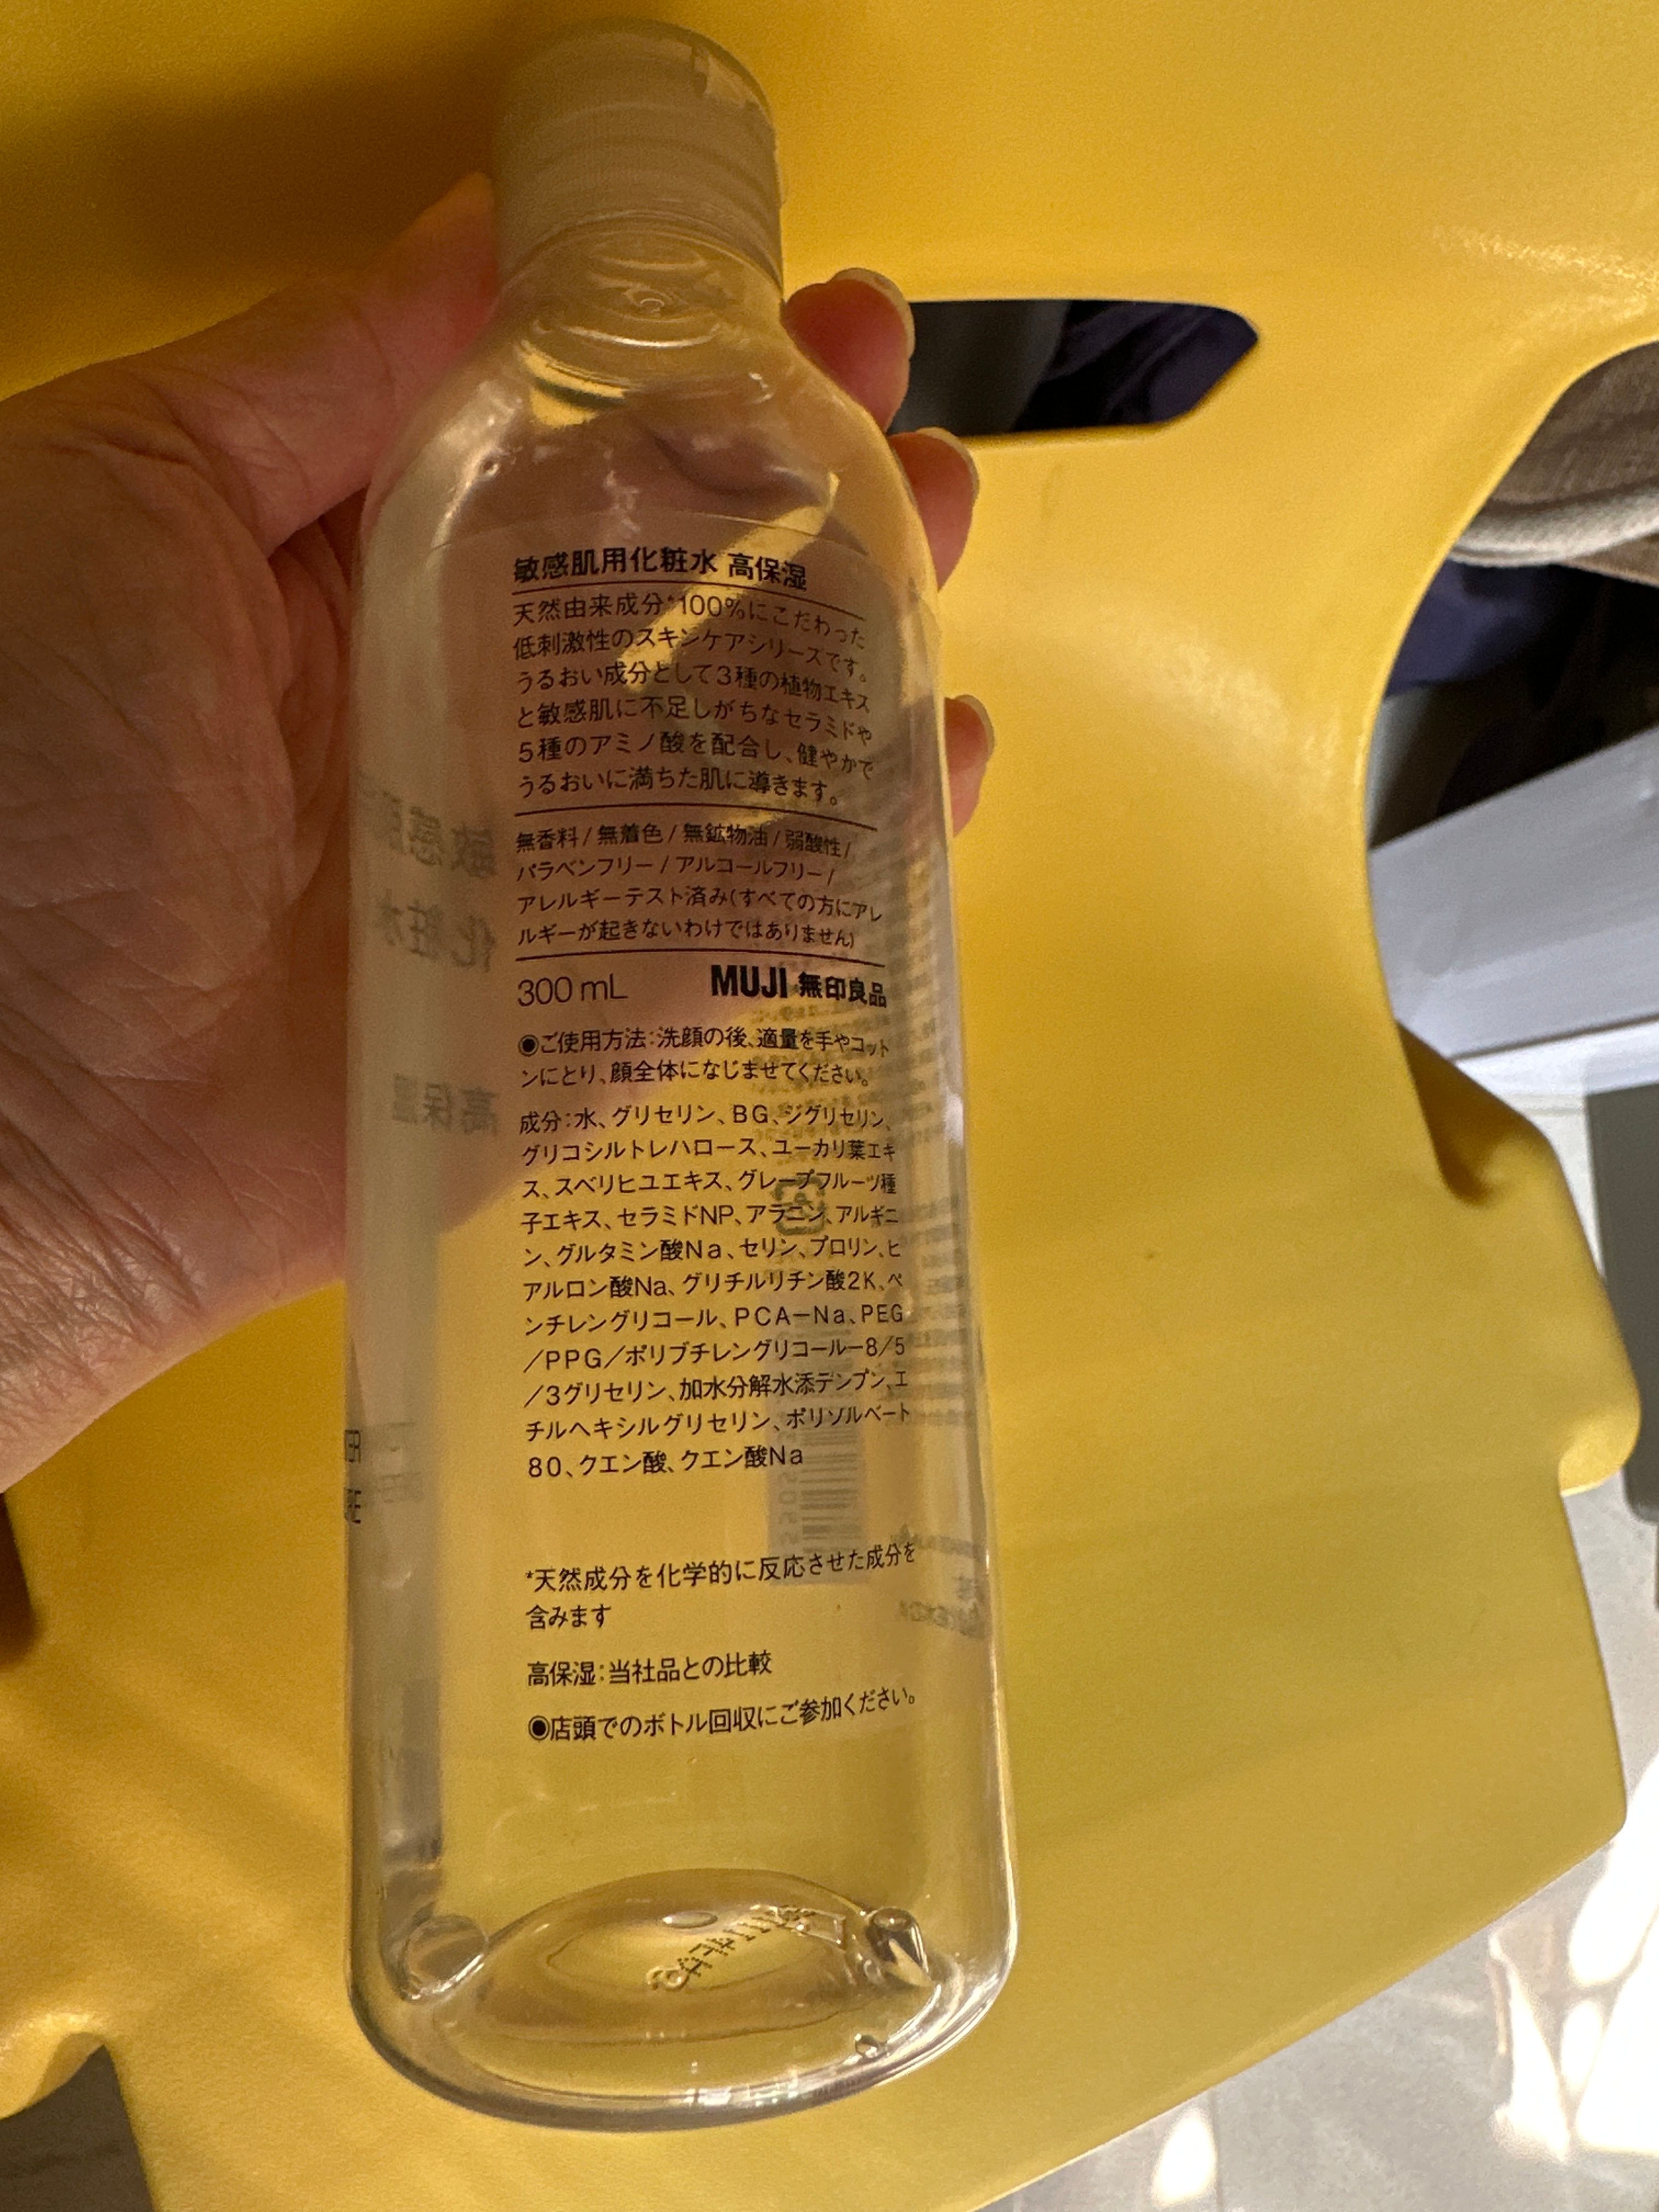 敏感肌用化粧水 高保湿
天然由来成分*100%にこだわった
低刺激性のスキンケアシリーズです。
うるおい成分として3種の植物エキス
と敏感肌に不足しがちなセラミドや
5種のアミノ酸を配合し、健やかで
うるおいに満ちた肌に導きます。
無香料/無着色/無鉱物油/弱酸性/
パラベンフリー/アルコールフリー/
アレルギーテスト済み(すべての方にアレ
ルギーが起きないわけではありません)
300mL MUJI 無印良品
◉ご使用方法:洗顔の後、適量を手やコット
ンにとり、顔全体になじませてください。
成分:水、グリセリン、BG、ジグリセリン、
グリコシルトレハロース、ユーカリ葉エキ
ス、スベリヒユエキス、グレープフルーツ種
子エキス、セラミドNP、アラニン、アルギニ
ン、グルタミン酸Na、セリン、プロリン、ヒ
アルロン酸Na、グリチルリチン酸2K、ペ
ンチレングリコール、PCA-Na、PEG
/PPG/ポリブチレングリコール-8/5
/3グリセリン、加水分解水添デンプン、エ
チルヘキシルグリセリン、ポリソルベート
80、クエン酸、クエン酸Na
*天然成分を化学的に反応させた成分を
含みます
高保湿:当社品との比較
◉店頭でのボトル回収にご参加ください。
敏感肌
化粧水
高保湿